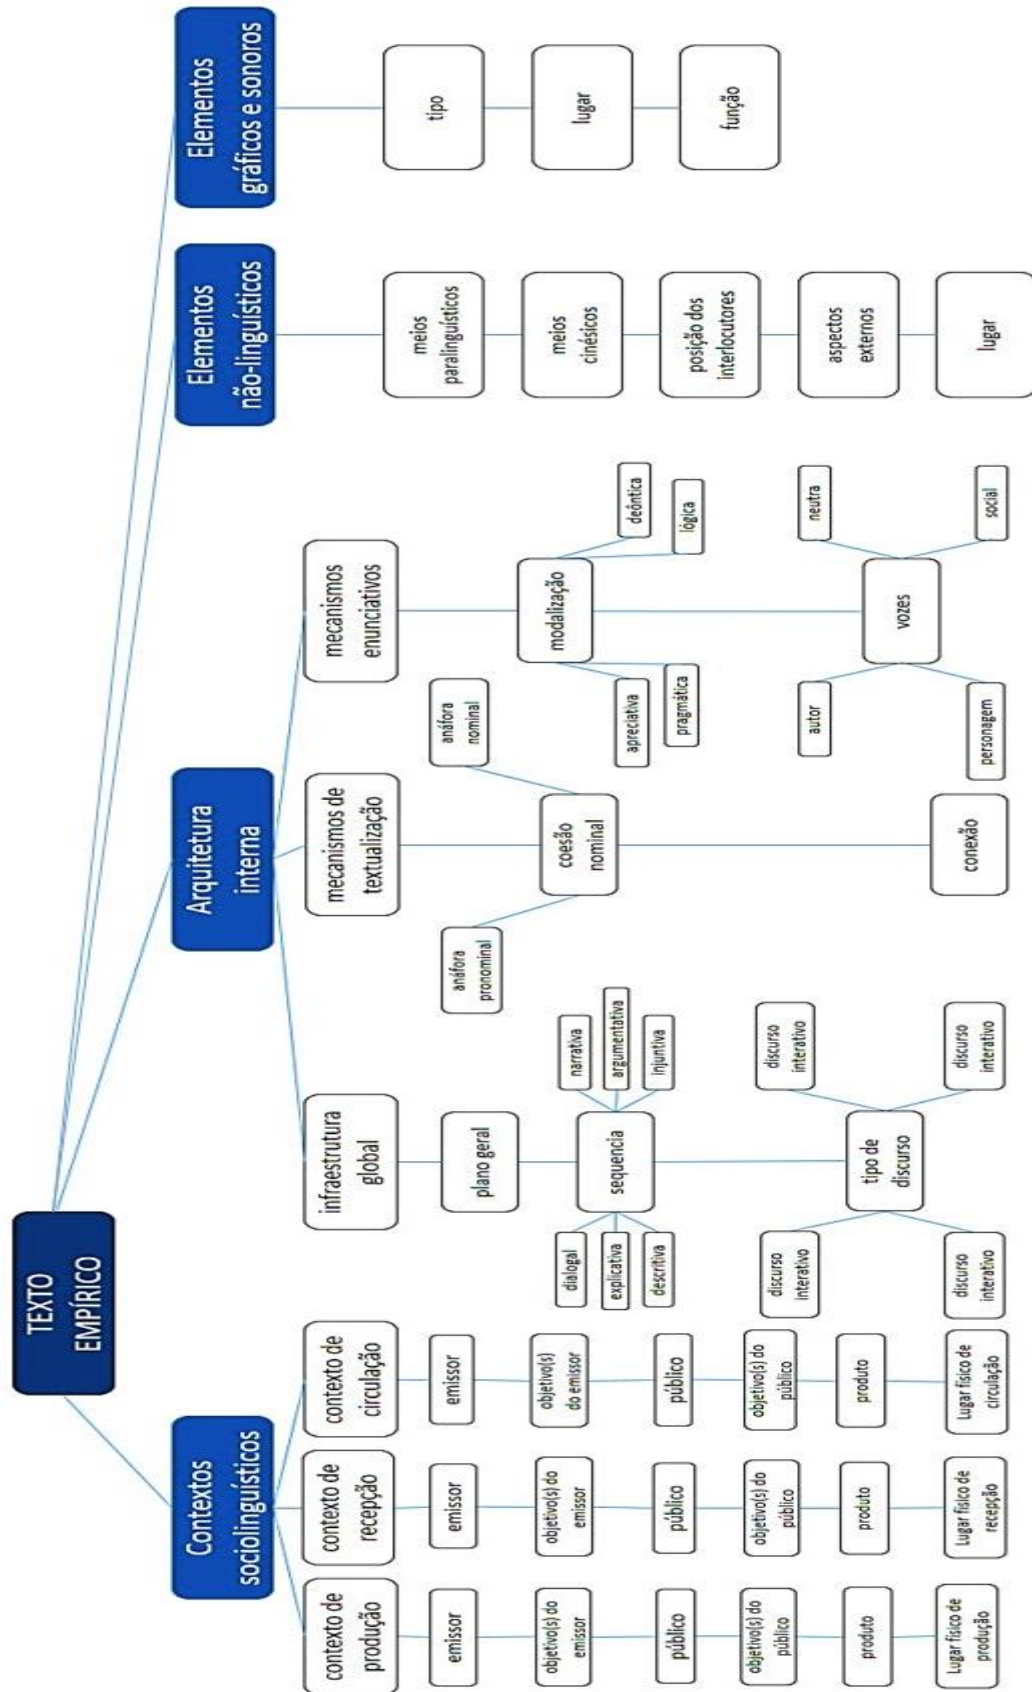 TEXTO
EMPÍRICO
Contextos
sociolinguísticos
Arquitetura
interna
Elementos
não-linguísticos
Elementos
gráficos e sonoros
contexto de
produção
contexto de
recepção
contexto de
circulação
infraestrutura
global
mecanismos de
textualização
mecanismos
enunciativos
emissor
objetivo(s) do
emissor
público
objetivo(s) do
público
produto
Lugar físico de
produção
emissor
objetivo(s) do
emissor
público
objetivo(s) do
público
produto
Lugar físico de
recepção
emissor
objetivo(s)
do emissor
público
objetivo(s) do
público
produto
Lugar físico de
circulação
plano geral
sequencia
dialogal
explicativa
descritiva
narrativa
argumentativa
injuntiva
tipo de
discurso
discurso
interativo
discurso
interativo
discurso
interativo
discurso
interativo
anáfora
pronominal
anáfora
nominal
coesão
nominal
conexão
modalização
apreciativa
pragmática
deôntica
lógica
vozes
autor
personagem
neutra
social
meios
paralinguísticos
meios
cinésicos
posição dos
interlocutores
aspectos
externos
lugar
tipo
lugar
função